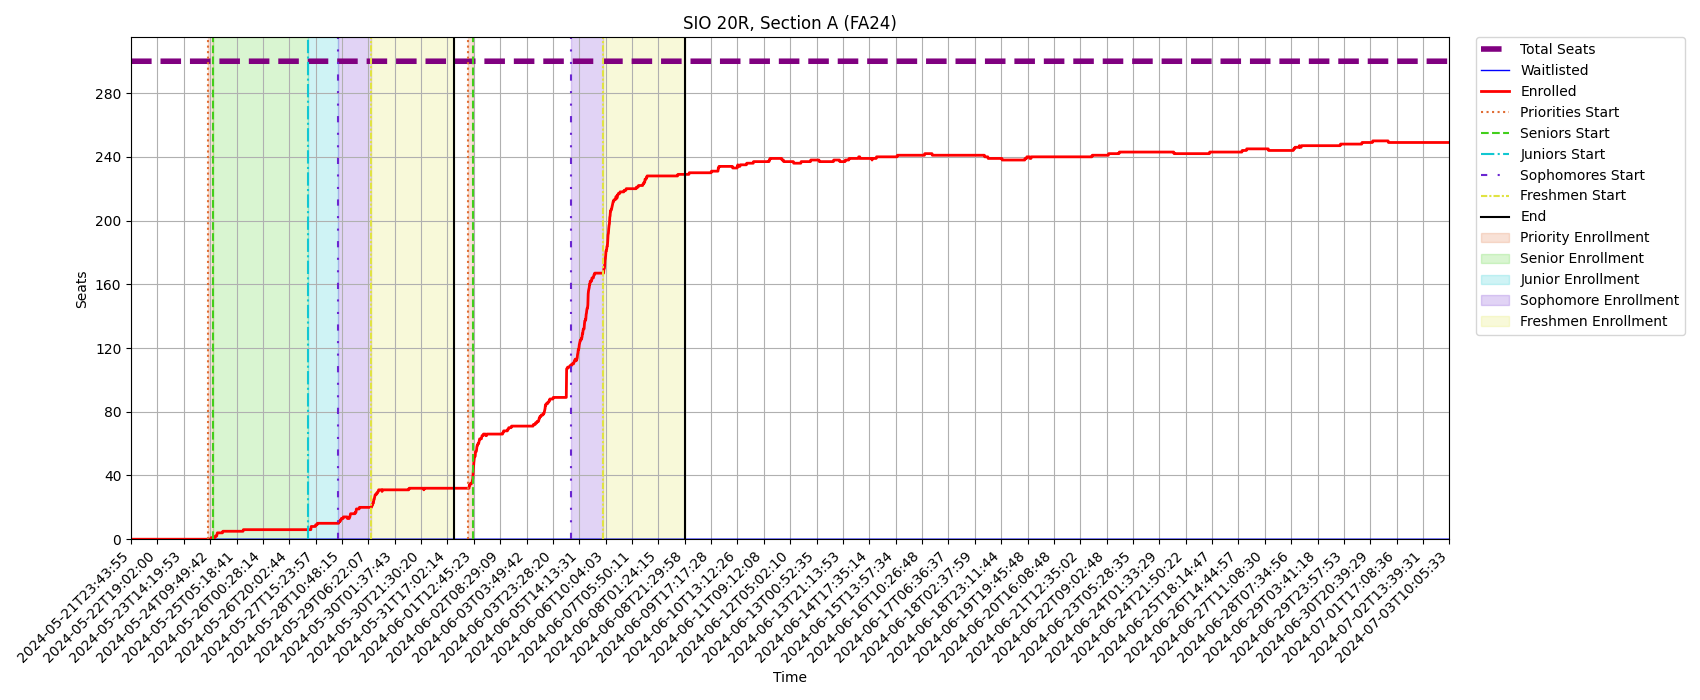 SIO 20R, Section A (FA24)
Total Seats
Waitlisted
Enrolled
Priorities Start
Seniors Start
Juniors Start
Sophomores Start
Freshmen Start
End
Priority Enrollment
Senior Enrollment
Junior Enrollment
Sophomore Enrollment
Freshmen Enrollment
Seats
280
240
200
160
120
80
40
0
2024-05-21T23:43:55
2024-05-22T19:02:00
2024-05-23T14:19:53
2024-05-24T09:49:42
2024-05-25T05:18:41
2024-05-26T00:28:14
2024-05-26T20:02:44
2024-05-27T15:23:57
2024-05-28T10:48:15
2024-05-29T06:22:07
2024-05-30T01:37:43
2024-05-30T21:30:20
2024-05-31T17:02:14
2024-06-01T12:45:23
2024-06-02T08:29:09
2024-06-03T03:49:42
2024-06-03T23:28:20
2024-06-05T14:13:31
2024-06-06T10:04:03
2024-06-07T05:50:11
2024-06-08T01:24:15
2024-06-08T21:29:58
2024-06-09T17:17:28
2024-06-10T13:12:26
2024-06-11T09:12:08
2024-06-12T05:02:10
2024-06-13T00:52:35
2024-06-13T21:13:53
2024-06-14T17:35:14
2024-06-15T13:57:34
2024-06-16T10:26:48
2024-06-17T06:36:37
2024-06-18T02:37:59
2024-06-18T23:11:44
2024-06-19T19:45:48
2024-06-20T16:08:48
2024-06-21T12:35:02
2024-06-22T09:02:48
2024-06-23T05:28:35
2024-06-24T01:33:29
2024-06-24T21:50:22
2024-06-25T18:14:47
2024-06-26T14:44:57
2024-06-27T11:08:30
2024-06-28T07:34:56
2024-06-29T03:41:18
2024-06-29T23:57:53
2024-06-30T20:39:29
2024-07-01T17:08:36
2024-07-02T13:39:31
2024-07-03T10:05:33
Time